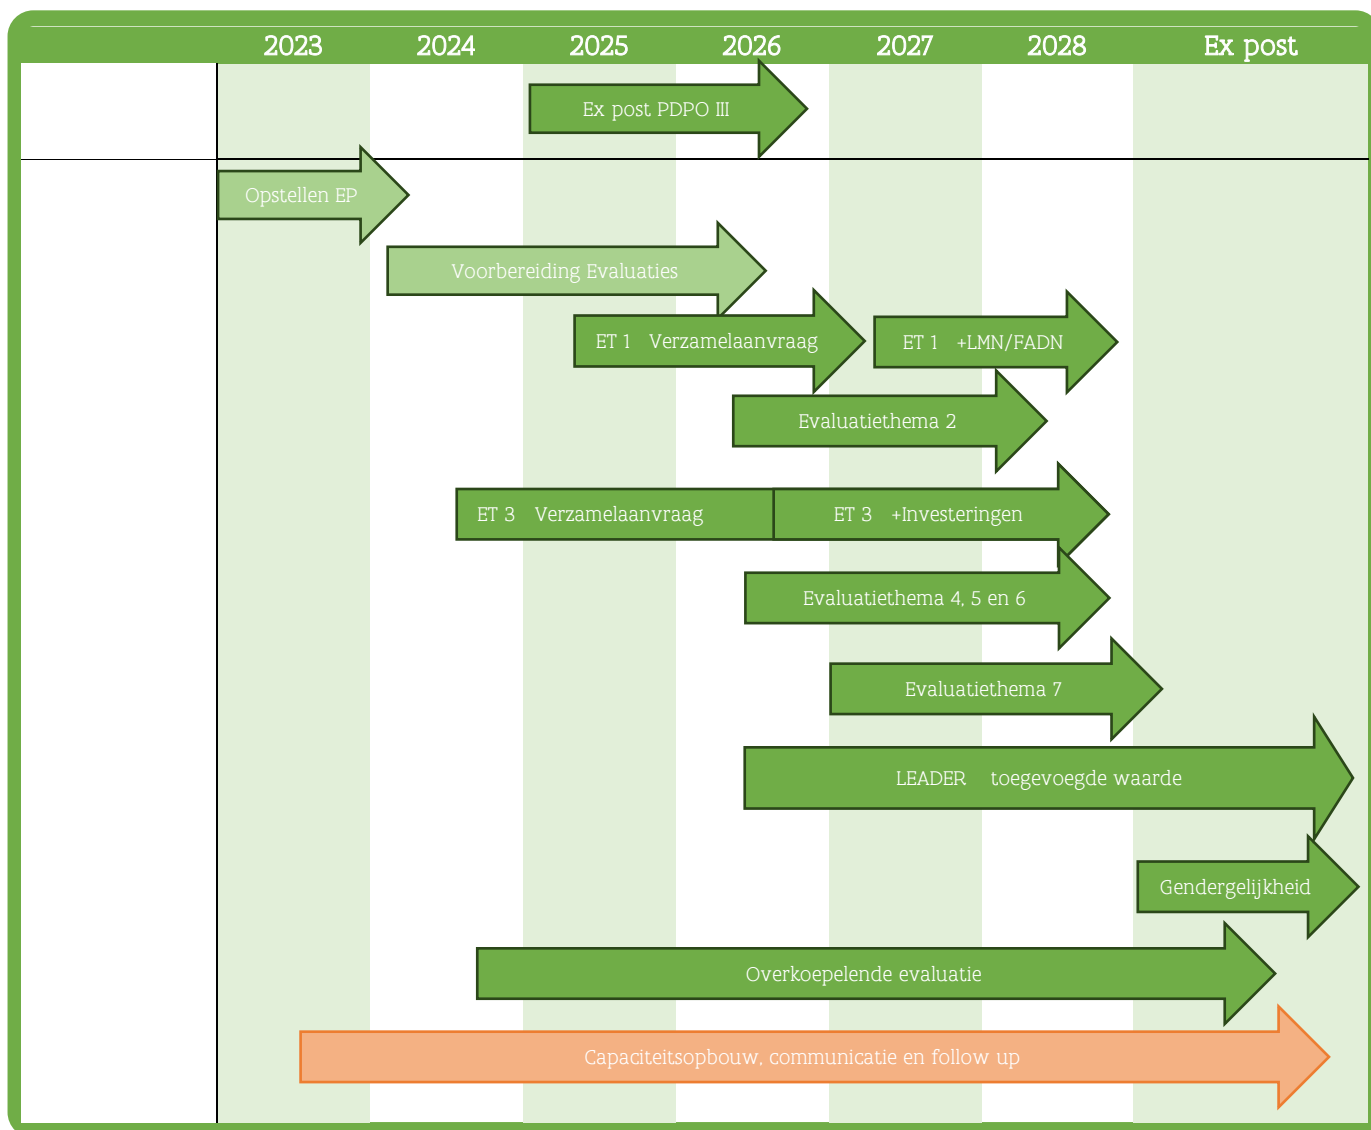 2023 2024 2025 2026 2027 2028 Ex post
Ex post PDPO III
Opstellen EP
Voorbereiding Evaluaties
ET 1 Verzamelaanvraag
ET 1 +LMN/FADN
Evaluatiethema 2
ET 3 Verzamelaanvraag
ET 3 +Investeringen
Evaluatiethema 4, 5 en 6
Evaluatiethema 7
LEADER toegevoegde waarde
Gendergelijkheid
Overkoepelende evaluatie
Capaciteitsopbouw, communicatie en follow up